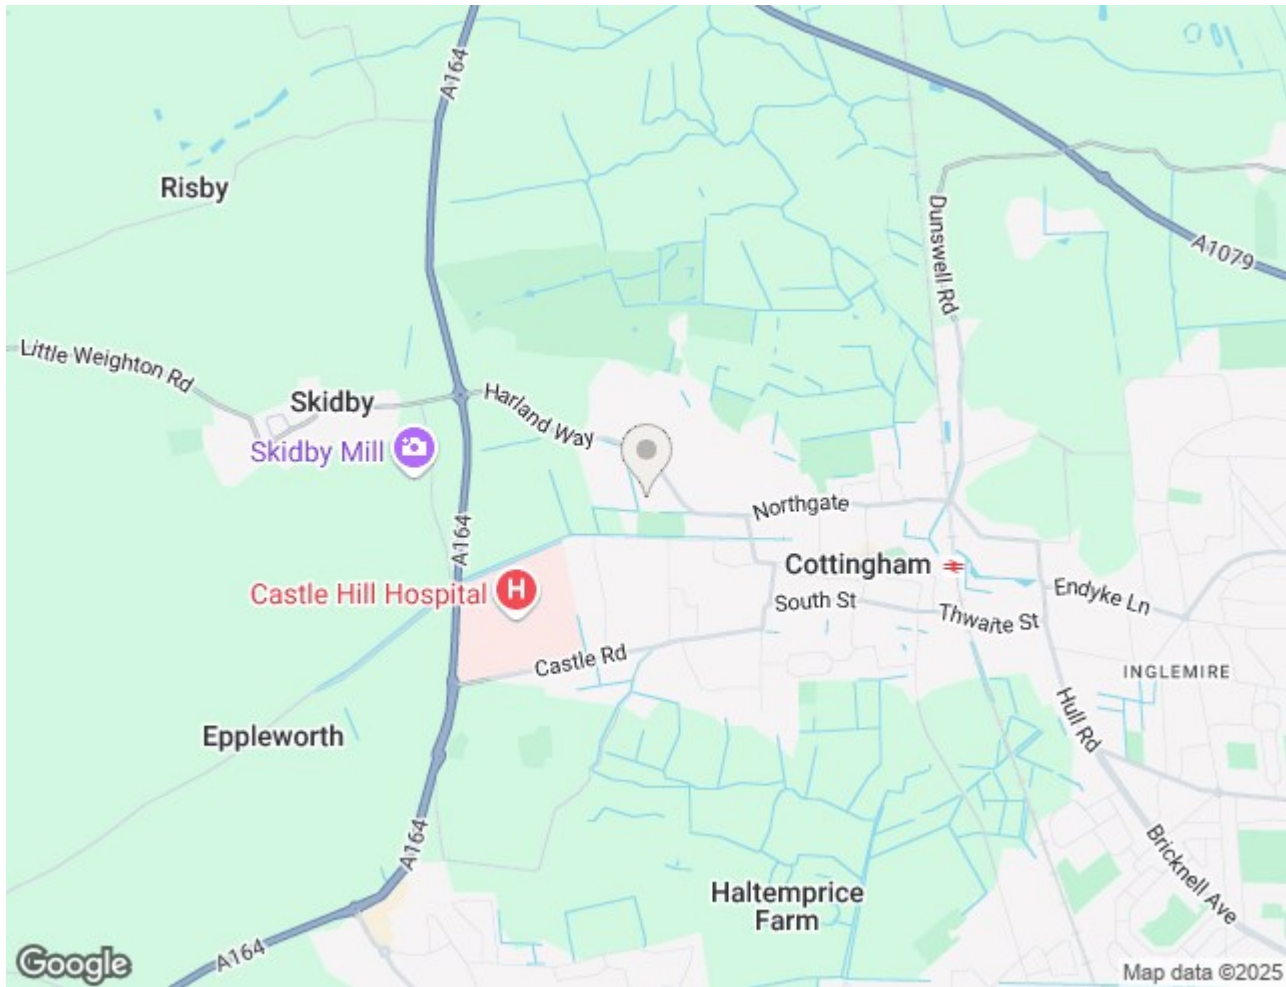 A164
Risby
Dunswell Rd
A1079
Little Weighton Rd
Skidby
Harland Way
Skidby Mill
Northgate
A164
Cottingham
Castle Hill Hospital
H
South St
Endyke Ln
Thwaite St
Castle Rd
INGLEMIRE
Eppleworth
Hull Rd
A164
Bricknell Ave
Haltemprice
Farm
A164
Google
Map data ©2025